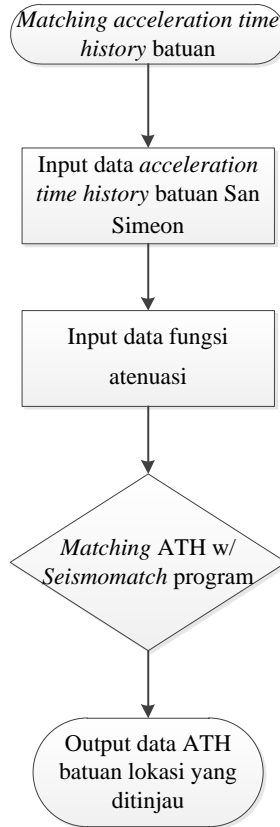 Matching acceleration time
history batuan
Input data acceleration
time history batuan San
Simeon
Input data fungsi
atenuasi
Matching ATH w/
Seismomatch program
Output data ATH
batuan lokasi yang
ditinjau